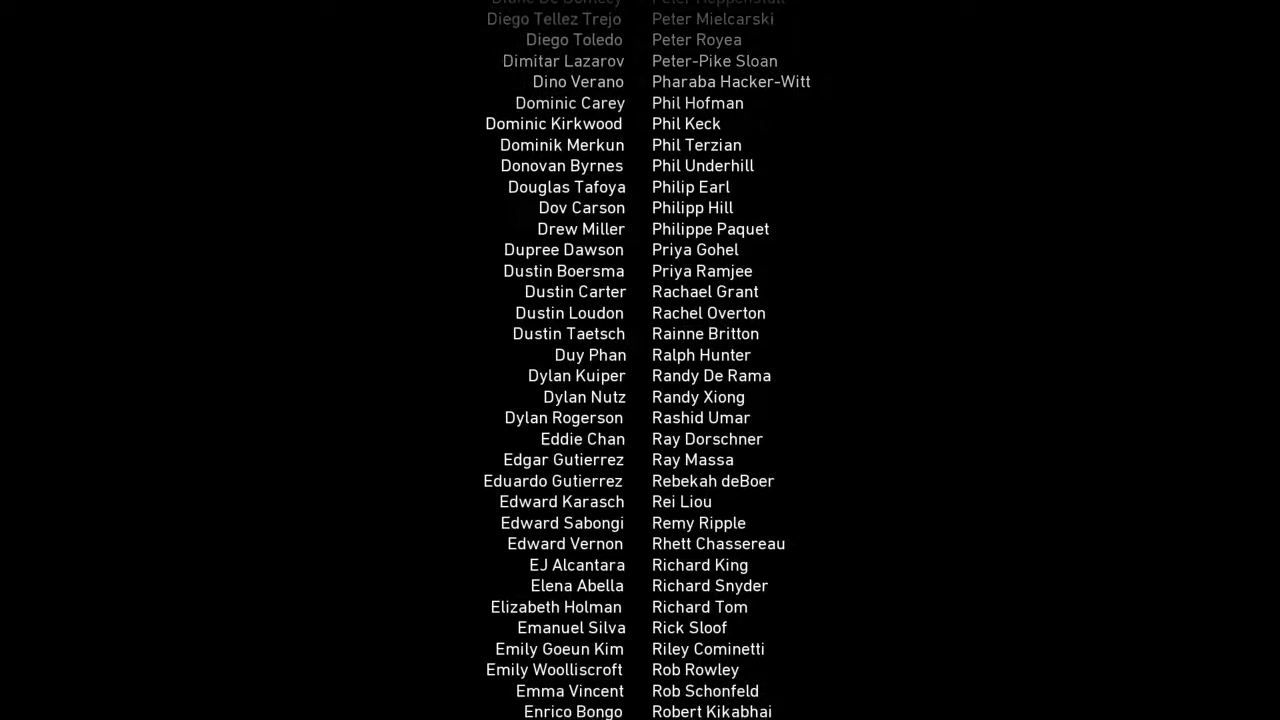 Diego Tellez Trejo Peter Mielcarski
Diego Toledo Peter Royea
Dimitar Lazarov Peter-Pike Sloan
Dino Verano Pharaba Hacker-Witt
Dominic Carey Phil Hofman
Dominic Kirkwood Phil Keck
Dominik Merkun Phil Terzian
Donovan Byrnes Phil Underhill
Douglas Tafoya Philip Earl
Dov Carson Philipp Hill
Drew Miller Philippe Paquet
Dupree Dawson Priya Gohel
Dustin Boersma Priya Ramjee
Dustin Carter Rachael Grant
Dustin Loudon Rachel Overton
Dustin Taetsch Rainne Britton
Duy Phan Ralph Hunter
Dylan Kuiper Randy De Rama
Dylan Nutz Randy Xiong
Dylan Rogerson Rashid Umar
Eddie Chan Ray Dorschner
Edgar Gutierrez Ray Massa
Eduardo Gutierrez Rebekah deBoer
Edward Karasch Rei Liou
Edward Sabongi Remy Ripple
Edward Vernon Rhett Chassereau
EJ Alcantara Richard King
Elena Abella Richard Snyder
Elizabeth Holman Richard Tom
Emanuel Silva Rick Sloof
Emily Goeun Kim Riley Cominetti
Emily Woolliscroft Rob Rowley
Emma Vincent Rob Schonfeld
Enrico Bongo Robert Kikabhai